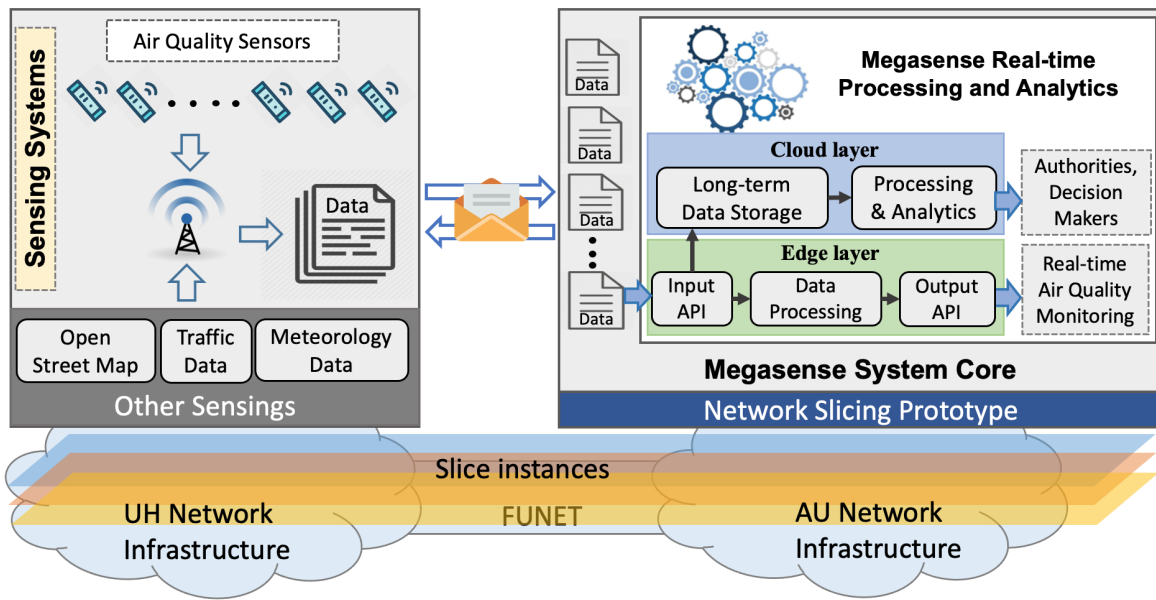 Sensing Systems
Air Quality Sensors
Data
Open
Street Map
Traffic
Data
Meteorology
Data
Other Sensings
Data
Data
Data
Data
Megasense Real-time
Processing and Analytics
Cloud layer
Long-term
Data Storage
Processing
& Analytics
Authorities,
Decision
Makers
Edge layer
Input
API
Data
Processing
Output
API
Real-time
Air Quality
Monitoring
Megasense System Core
Network Slicing Prototype
Slice instances
UH Network
Infrastructure
FUNET
AU Network
Infrastructure